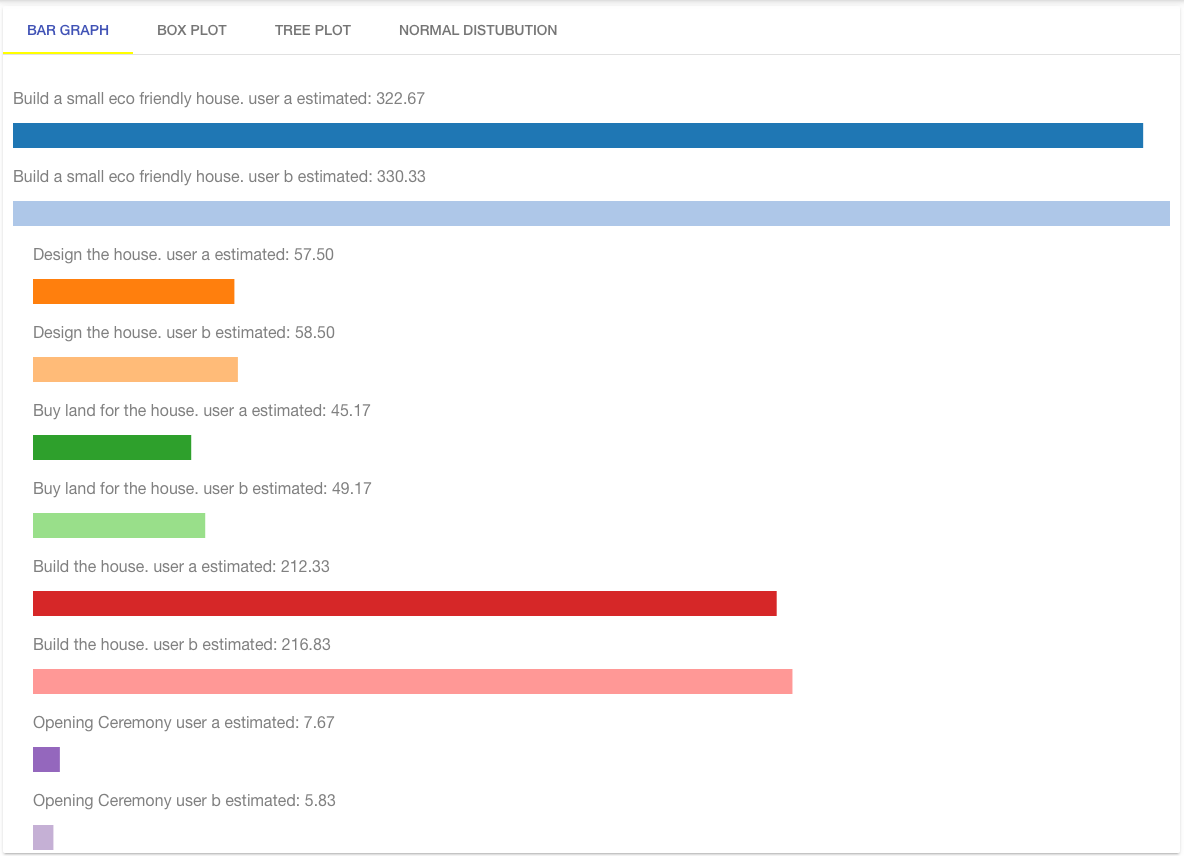 BAR GRAPH BOX PLOT TREE PLOT NORMAL DISTUBUTION
Build a small eco friendly house. user a estimated: 322.67
Build a small eco friendly house. user b estimated: 330.33
Design the house. user a estimated: 57.50
Design the house. user b estimated: 58.50
Buy land for the house. user a estimated: 45.17
Buy land for the house. user b estimated: 49.17
Build the house. user a estimated: 212.33
Build the house. user b estimated: 216.83
Opening Ceremony user a estimated: 7.67
Opening Ceremony user b estimated: 5.83